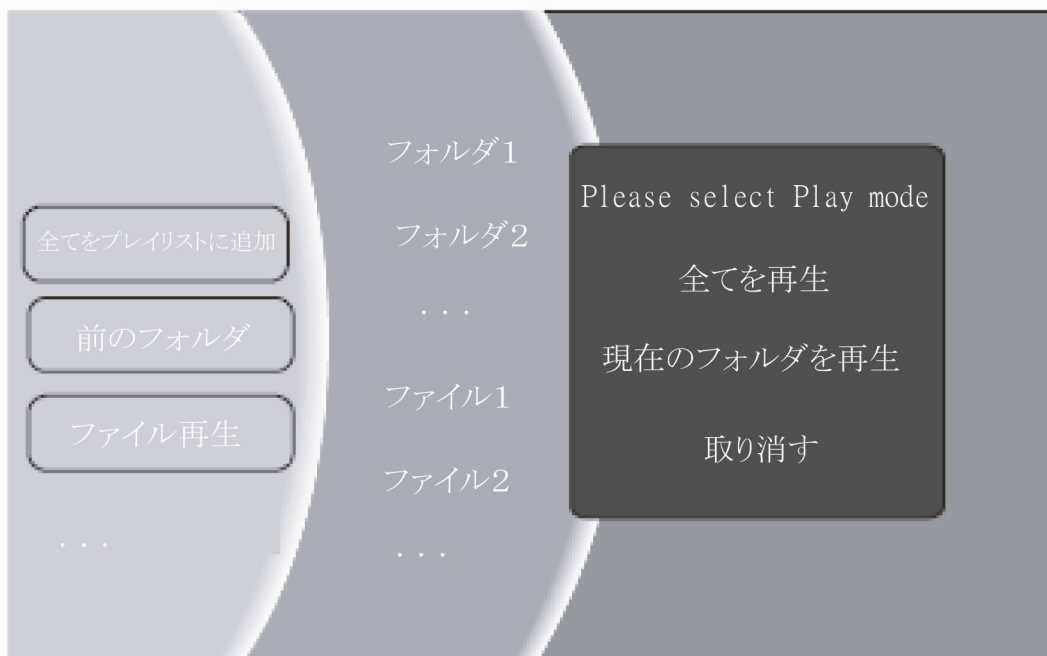 全てをプレイリストに追加
前のフォルダ
ファイル再生
...
フォルダ1
フォルダ2
...
ファイル1
ファイル2
...
Please select Play mode
全てを再生
現在のフォルダを再生
取り消す